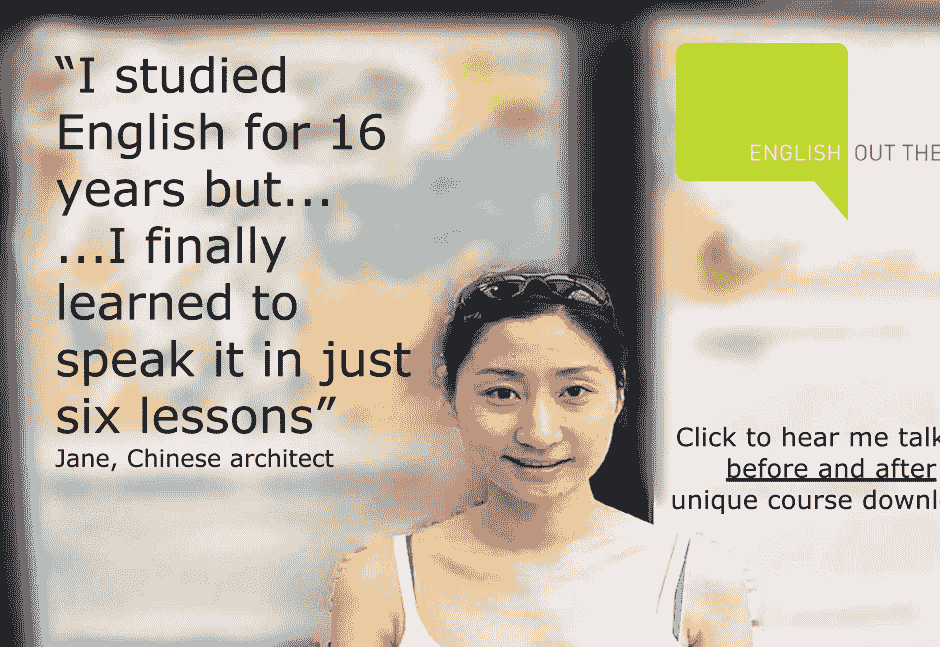 “I studied
English for 16
years but...
...I finally
learned to
speak it in just
six lessons”
Jane, Chinese architect
ENGLISH OUT THE
Click to hear me talk
before and after
unique course downl